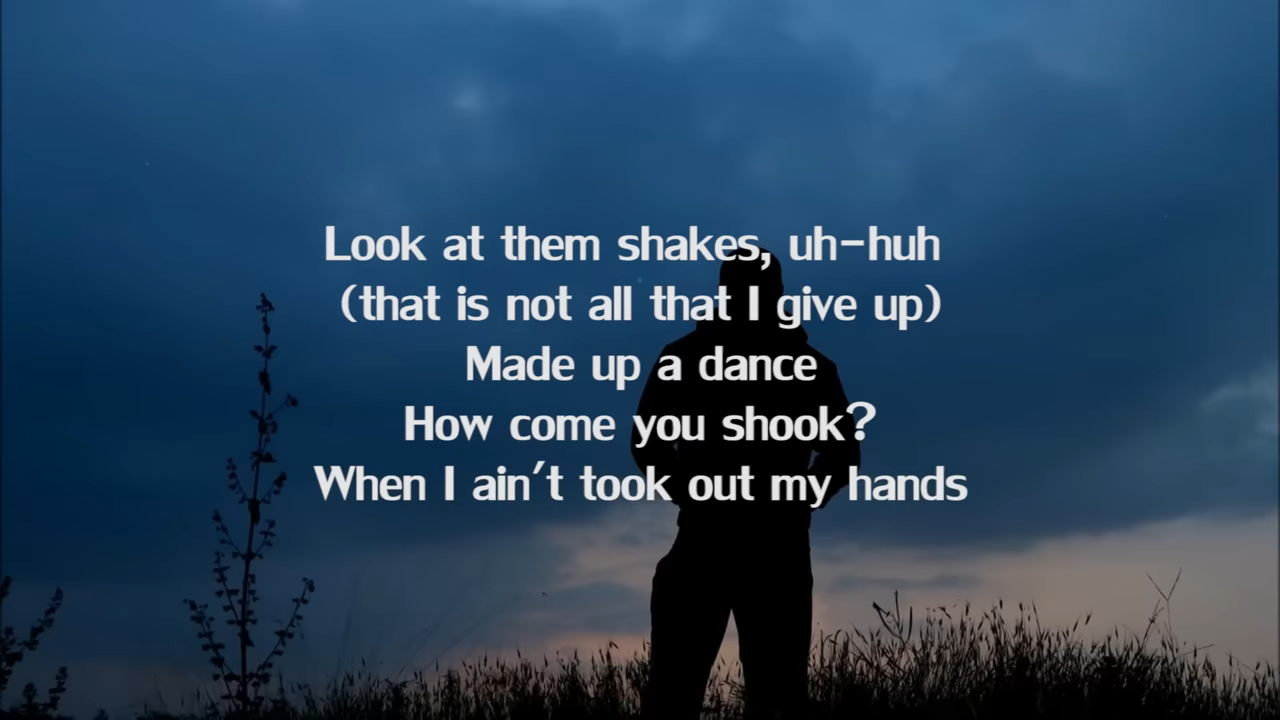 Look at them shakes, uh-huh
(that is not all that I give up)
Made up a dance
How come you shook?
When I ain't took out my hands